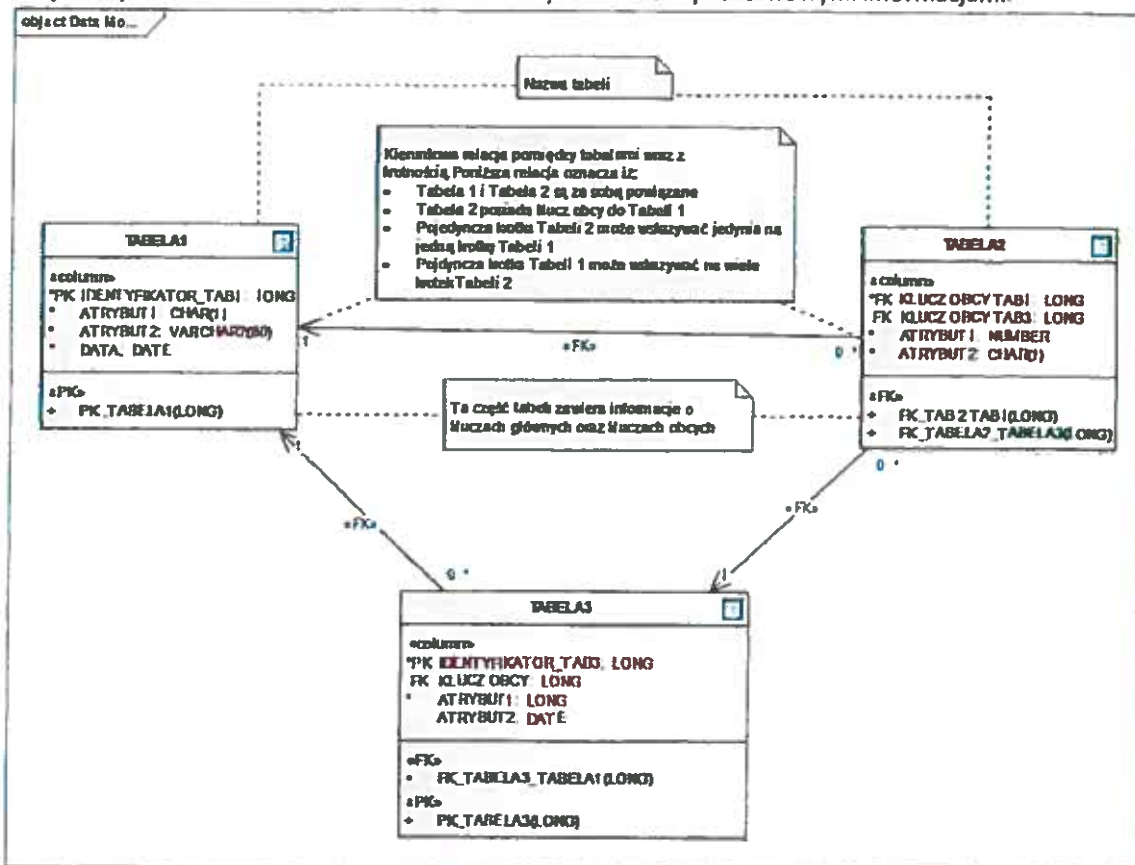 object Data Mo...
Nazwa tabeli
Kierunkowa relacja pomiędzy tabelami wraz z
krotnością. Poniższa relacja oznacza iż:
• Tabela 1 i Tabela 2 są ze sobą powiązane
• Tabela 2 posiada klucz obcy do Tabeli 1
• Pojedyncza krotka Tabeli 2 może wskazywać jedynie na
jedną krotkę Tabeli 1
• Pojdyncza krotka Tabeli 1 może wskazywać na wiele
krotek Tabeli 2
TABELA1
«column»
*PK IDENTYFIKATOR_TAB1: LONG
* ATRYBUT1: CHAR(1)
* ATRYBUT2: VARCHAR(50)
* DATA: DATE
«PK»
+ PK_TABELA1(LONG)
TABELA2
«column»
*FK KLUCZ OBCY TAB1: LONG
FK KLUCZ OBCY TAB3: LONG
* ATRYBUT1: NUMBER
* ATRYBUT2: CHAR(1)
«FK»
+ FK_TAB2TAB1(LONG)
+ FK_TABELA2_TABELA3(LONG)
1
«FK»
0..*
Ta część tabeli zawiera informacje o
kluczach głównych oraz kluczach obcych
1
«FK»
0..*
0..*
«FK»
1
TABELA3
«column»
*PK IDENTYFIKATOR_TAB3: LONG
FK KLUCZ OBCY: LONG
* ATRYBUT1: LONG
ATRYBUT2: DATE
«FK»
+ FK_TABELA3_TABELA1(LONG)
«PK»
+ PK_TABELA3(LONG)